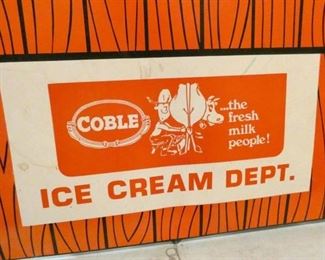 COBLE
...the
fresh
milk
people!
ICE CREAM DEPT.